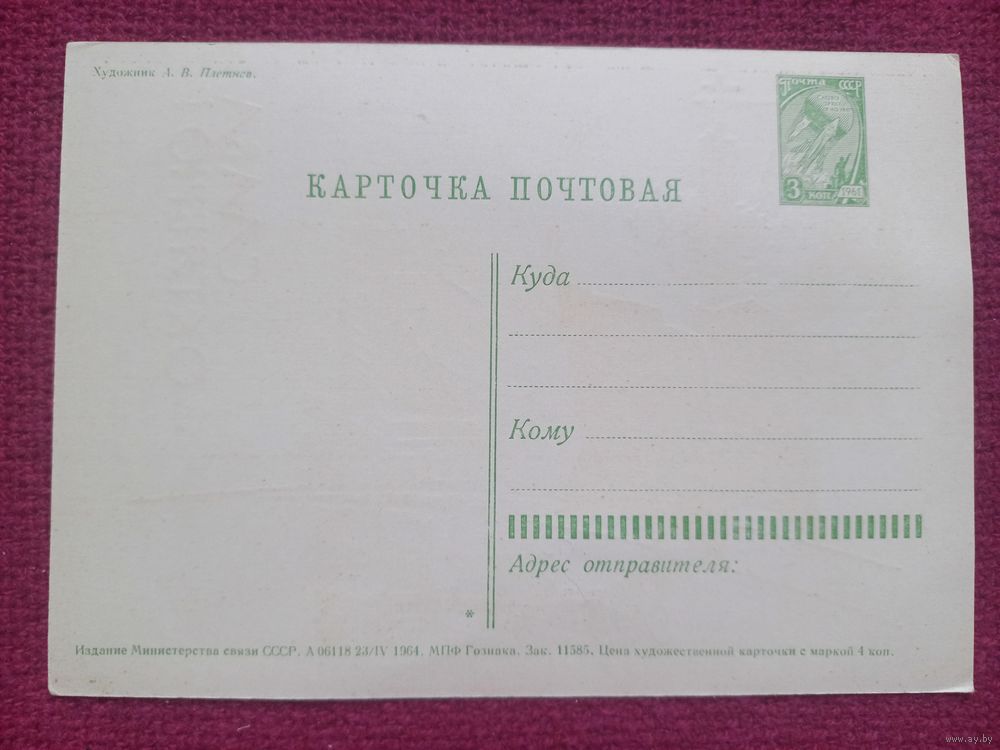 Художник А. В. Плетнев.
Почта СССР
3 коп
КАРТОЧКА ПОЧТОВАЯ
Куда
Кому
Адрес отправителя:
*
Издание Министерства связи СССР. А 06118 23/IV 1964. МПФ Гознака. Зак. 11585. Цена художественной карточки с маркой 4 коп.
www.ay.by